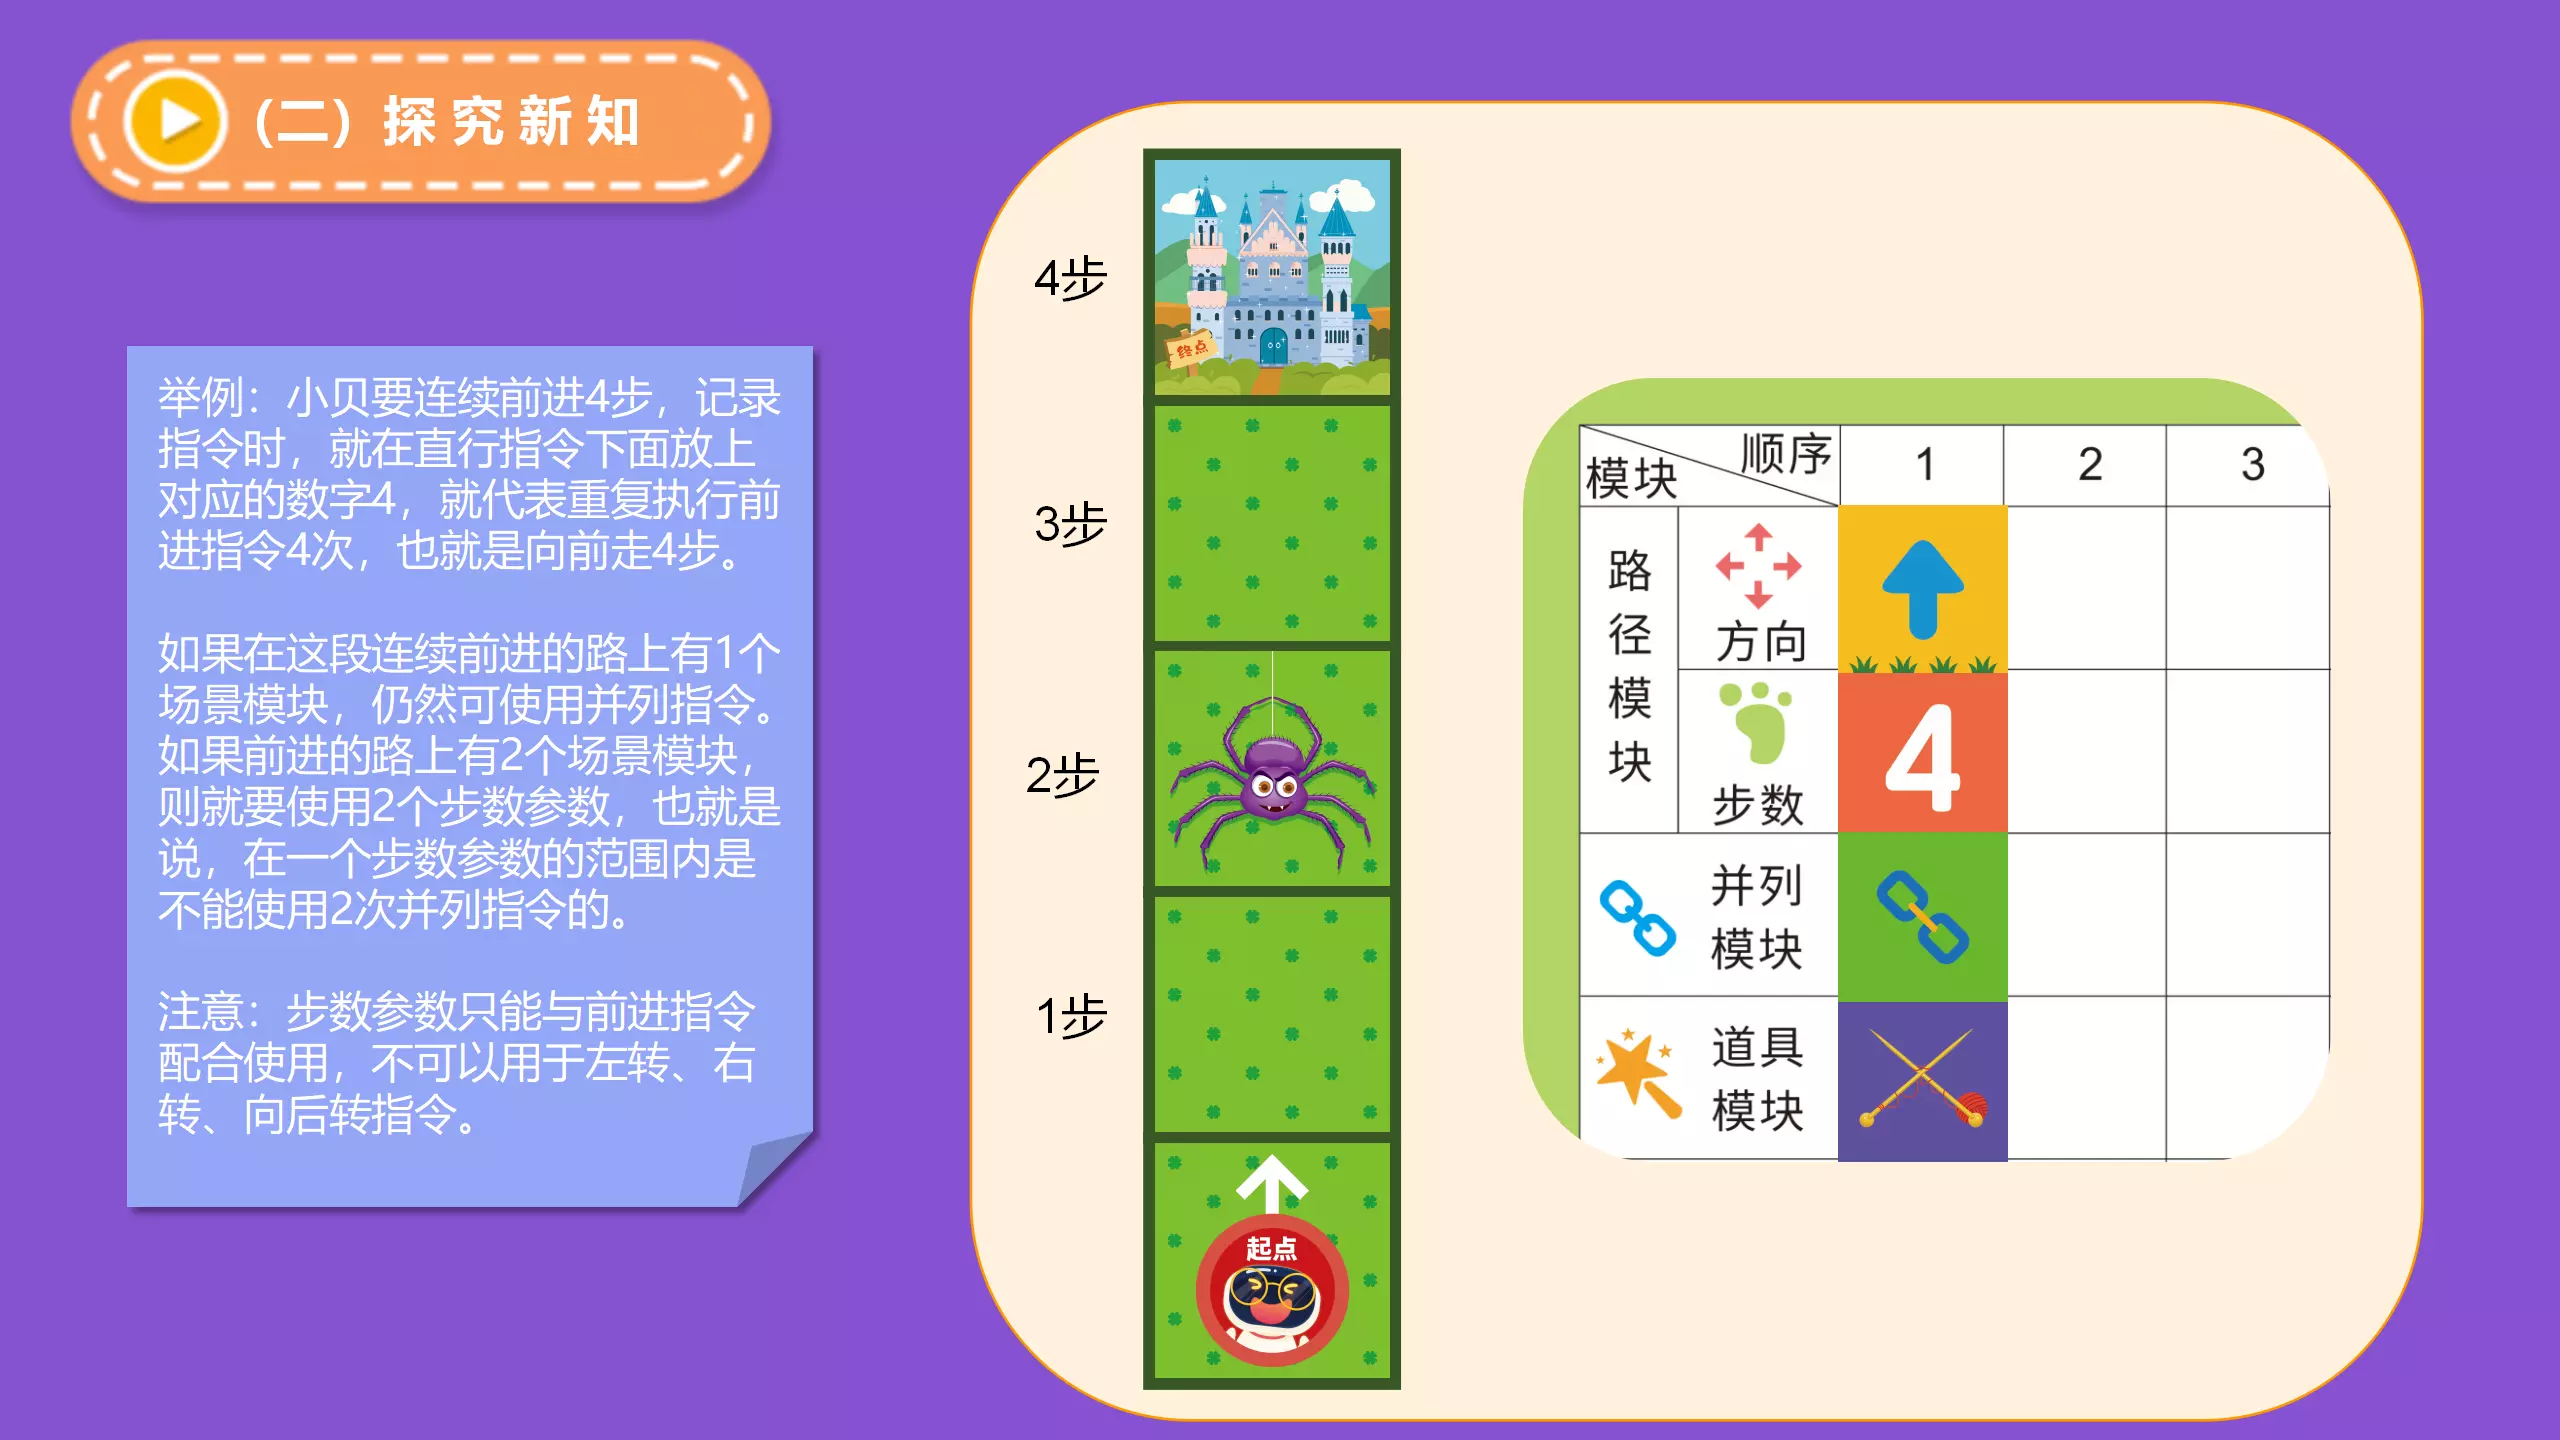 (二) 探究新知
举例：小贝要连续前进4步，记录
指令时，就在直行指令下面放上
对应的数字4，就代表重复执行前
进指令4次，也就是向前走4步。
如果在这段连续前进的路上有1个
场景模块，仍然可使用并列指令。
如果前进的路上有2个场景模块，
则就要使用2个步数参数，也就是
说，在一个步数参数的范围内是
不能使用2次并列指令的。
注意：步数参数只能与前进指令
配合使用，不可以用于左转、右
转、向后转指令。
4步
终点
3步
2步
1步
起点
模块 顺序 1 2 3
路径模块
方向
步数
4
并列
模块
道具
模块